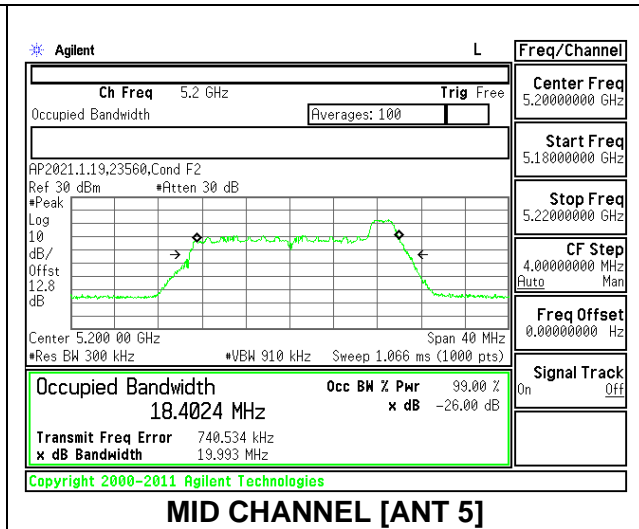 Agilent L Freq/Channel
Ch Freq 5.2 GHz Trig Free
Occupied Bandwidth Averages: 100
AP2021.1.19,23560,Cond F2
Ref 30 dBm #Atten 30 dB
#Peak
Log
10
dB/
Offst
12.8
dB
Center 5.200 00 GHz Span 40 MHz
#Res BW 300 kHz #VBW 910 kHz Sweep 1.066 ms (1000 pts)
Occupied Bandwidth Occ BW % Pwr 99.00 %
18.4024 MHz x dB -26.00 dB
Transmit Freq Error 740.534 kHz
x dB Bandwidth 19.993 MHz
Copyright 2000-2011 Agilent Technologies
Center Freq
5.20000000 GHz
Start Freq
5.18000000 GHz
Stop Freq
5.22000000 GHz
CF Step
4.00000000 MHz
Auto Man
Freq Offset
0.00000000 Hz
Signal Track
On Off
MID CHANNEL [ANT 5]